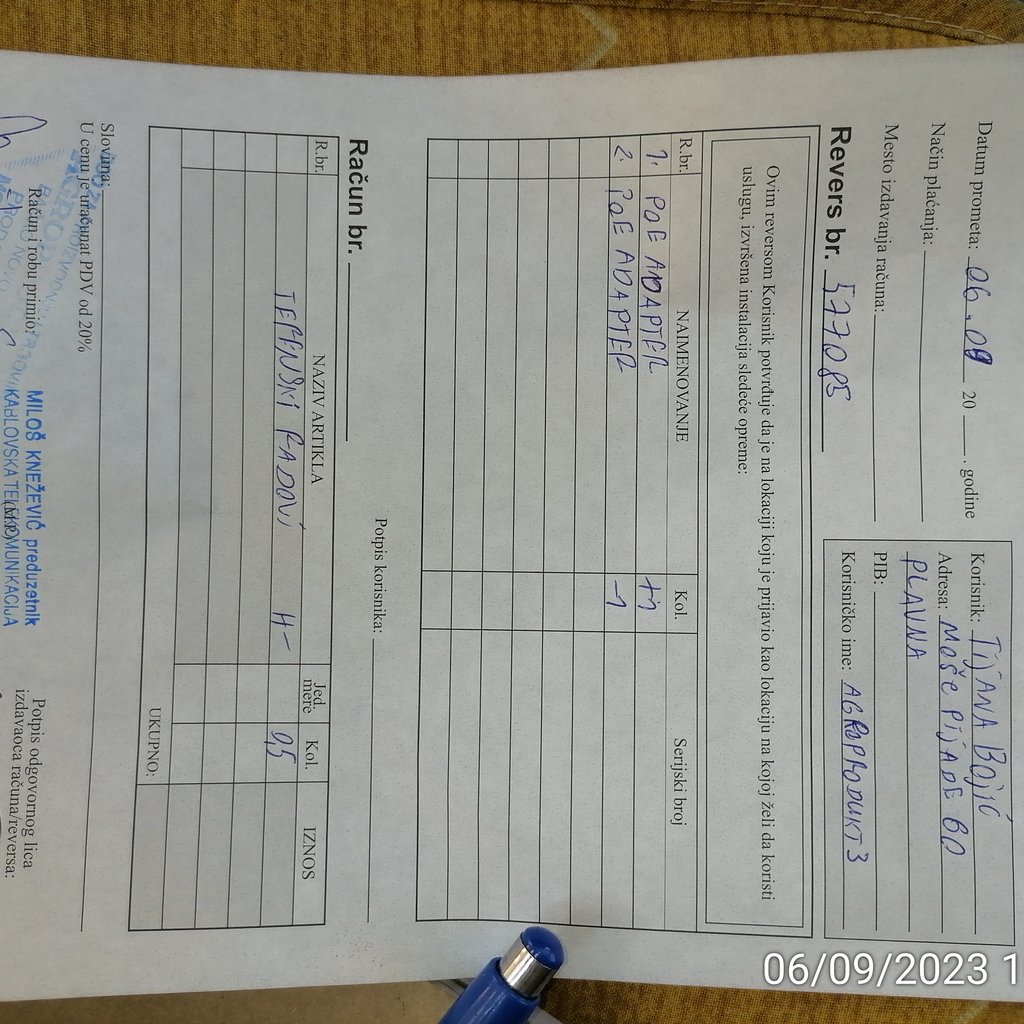 Datum prometa: 06.09 20 . godine
Način plaćanja:
Mesto izdavanja računa:
Korisnik: TIJANA BOJIĆ
Adresa: MOŠE PIJADE 60
PLAVNA
PIB:
Korisničko ime: AGROPRODUKT3
Revers br. 577085
Ovim reversom Korisnik potvrđuje da je na lokaciji koju je prijavio kao lokaciju na kojoj želi da koristi
uslugu, izvršena instalacija sledeće opreme:
R.br. NAIMENOVANJE Kol. Serijski broj
1. POE ADAPTER +1
2. POE ADAPTER -1
Potpis korisnika:
Račun br.
R.br. NAZIV ARTIKLA Jed. mere Kol. IZNOS
TERENSKI RADOVI H- 0,5
UKUPNO:
Slovima:
U cenu je uračunat PDV od 20%
Račun i robu primio:
(M.P.)
Potpis odgovornog lica
izdavaoca računa/reversa:
MILOŠ KNEŽEVIĆ preduzetnik
KABLOVSKA TELEKOMUNIKACIJA
06/09/2023 1